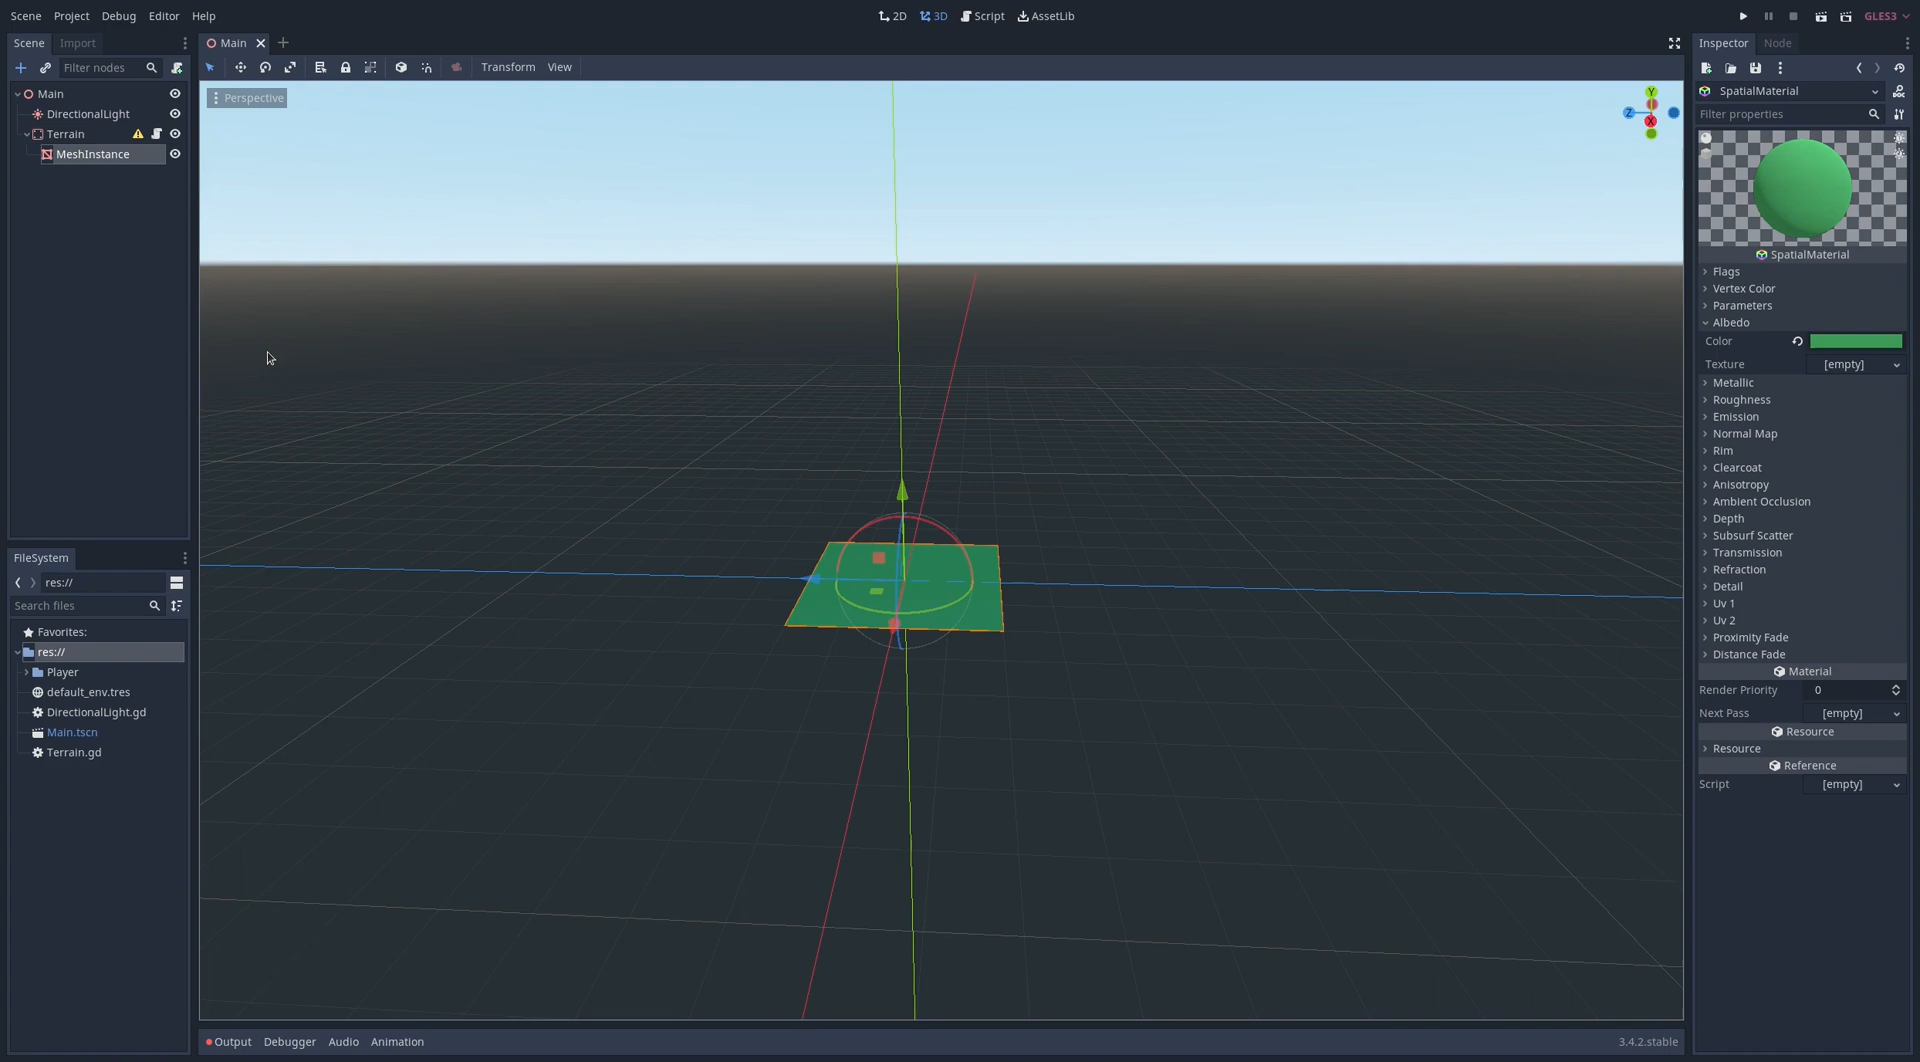 Scene Project Debug Editor Help
2D 3D Script AssetLib
GLES3
Scene Import
Main
Inspector Node
Filter nodes
Transform View
Main
DirectionalLight
Terrain
MeshInstance
Perspective
Y
Z
X
FileSystem
res://
Search files
Favorites:
res://
Player
default_env.tres
DirectionalLight.gd
Main.tscn
Terrain.gd
SpatialMaterial
Filter properties
SpatialMaterial
Flags
Vertex Color
Parameters
Albedo
Color
Texture [empty]
Metallic
Roughness
Emission
Normal Map
Rim
Clearcoat
Anisotropy
Ambient Occlusion
Depth
Subsurf Scatter
Transmission
Refraction
Detail
Uv 1
Uv 2
Proximity Fade
Distance Fade
Material
Render Priority 0
Next Pass [empty]
Resource
Resource
Reference
Script [empty]
Output Debugger Audio Animation
3.4.2.stable